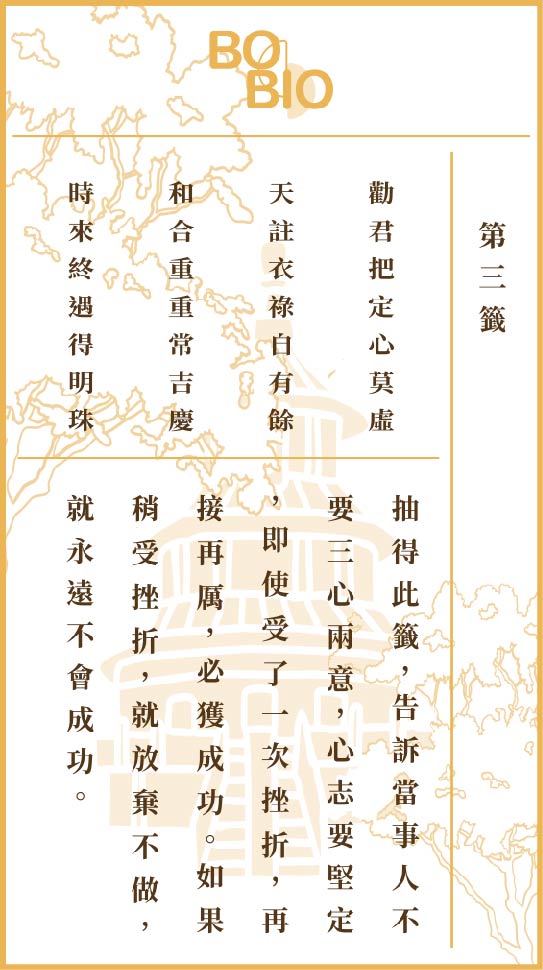 BO
BIO
第三籤
勸君把定心莫虛
天註衣祿自有餘
和合重重常吉慶
時來終遇得明珠
抽得此籤，告訴當事人不
要三心兩意，心志要堅定
，即使受了一次挫折，再
接再厲，必獲成功。如果
稍受挫折，就放棄不做，
就永遠不會成功。